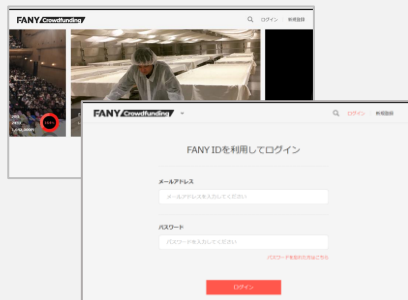 FANY Crowdfunding
ログイン 新規登録
FANY Crowdfunding
ログイン 新規登録
FANY IDを利用してログイン
メールアドレス
メールアドレスを入力してください
パスワード
パスワードを入力してください
パスワードを忘れた方はこちら
ログイン